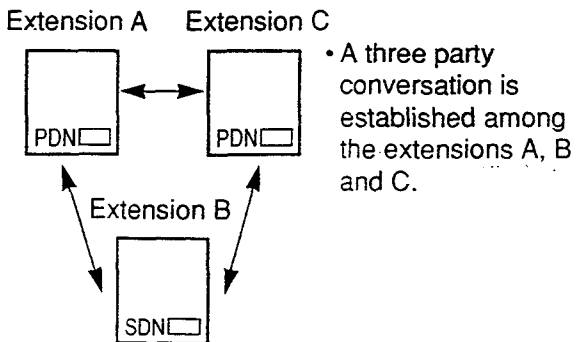 Extension A Extension C
• A three party
conversation is
established among
the extensions A, B
and C.
PDN PDN
Extension B
SDN